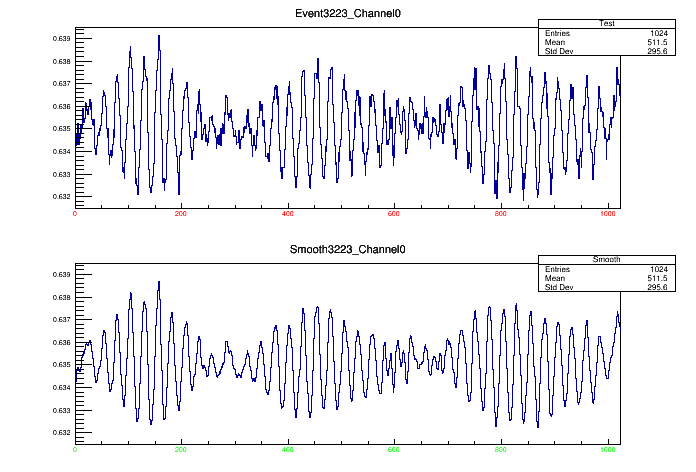 Event3223_Channel0
Test
Entries 1024
Mean 511.5
Std Dev 295.6
0.639
0.638
0.637
0.636
0.635
0.634
0.633
0.632
0 200 400 600 800 1000
Smooth3223_Channel0
Smooth
Entries 1024
Mean 511.5
Std Dev 295.6
0.639
0.638
0.637
0.636
0.635
0.634
0.633
0.632
0 200 400 600 800 1000